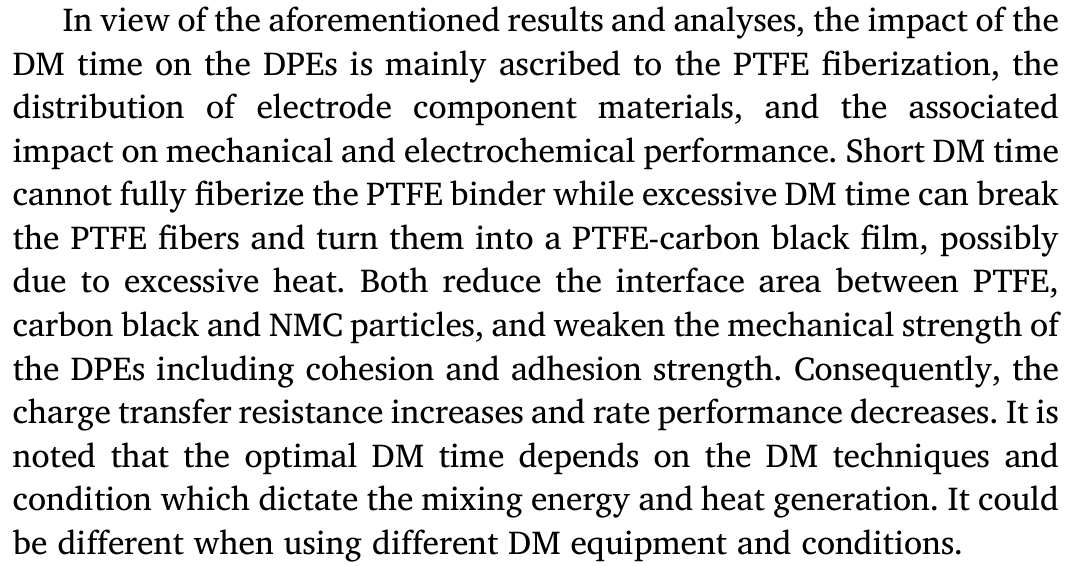 In view of the aforementioned results and analyses, the impact of the
DM time on the DPEs is mainly ascribed to the PTFE fiberization, the
distribution of electrode component materials, and the associated
impact on mechanical and electrochemical performance. Short DM time
cannot fully fiberize the PTFE binder while excessive DM time can break
the PTFE fibers and turn them into a PTFE-carbon black film, possibly
due to excessive heat. Both reduce the interface area between PTFE,
carbon black and NMC particles, and weaken the mechanical strength of
the DPEs including cohesion and adhesion strength. Consequently, the
charge transfer resistance increases and rate performance decreases. It is
noted that the optimal DM time depends on the DM techniques and
condition which dictate the mixing energy and heat generation. It could
be different when using different DM equipment and conditions.